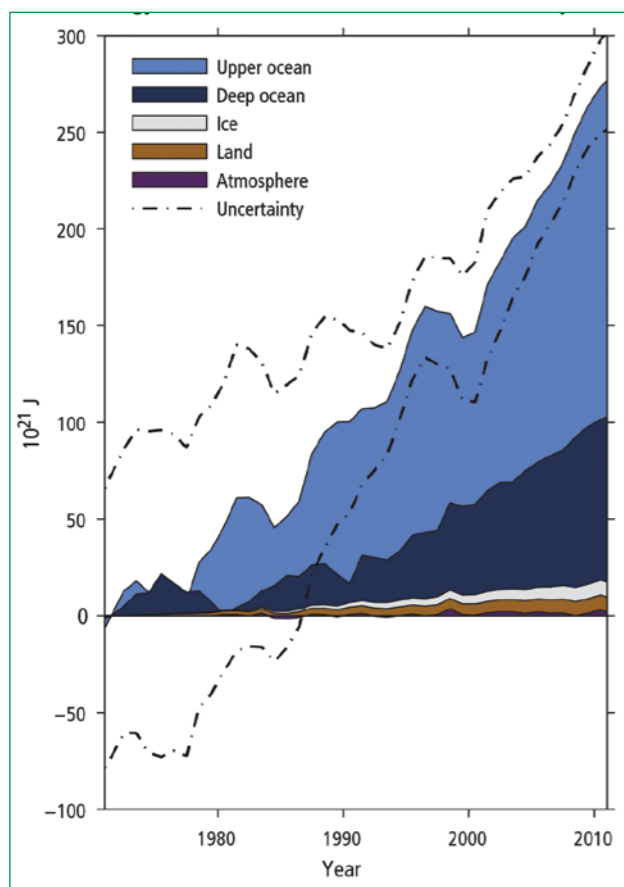 300
250
200
150
100
50
0
−50
−100
10²¹ J
Upper ocean
Deep ocean
Ice
Land
Atmosphere
Uncertainty
1980
1990
2000
2010
Year